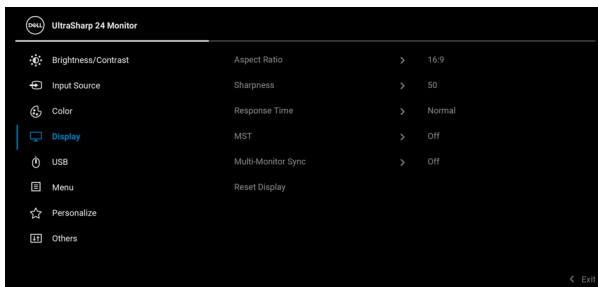 DELL UltraSharp 24 Monitor
Brightness/Contrast Aspect Ratio > 16:9
Input Source Sharpness > 50
Color Response Time > Normal
Display MST > Off
USB Multi-Monitor Sync > Off
Menu Reset Display
Personalize
Others
< Exit